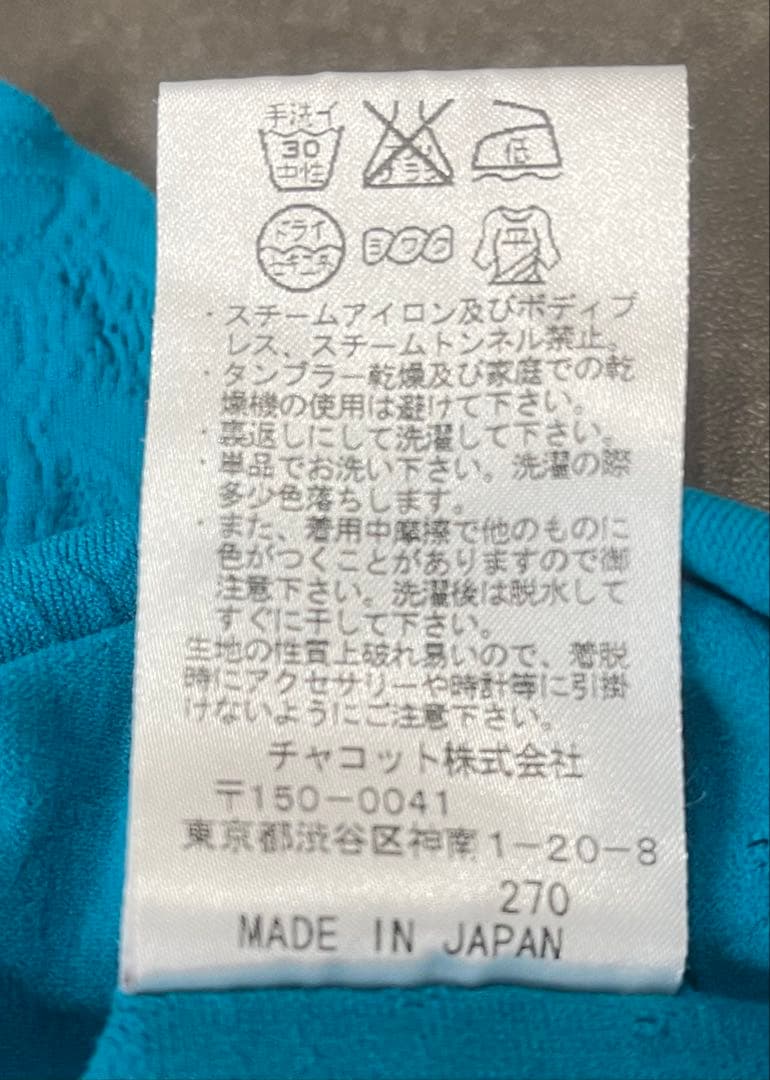 手洗イ
30
中性
エンソ
サラシ
低
ドライ
セキユ系
ヨワク
平
・スチームアイロン及びボディプ
レス、スチームトンネル禁止。
・タンブラー乾燥及び家庭での乾
燥機の使用は避けて下さい。
・裏返しにして洗濯して下さい。
・単品でお洗い下さい。洗濯の際
多少色落ちします。
・また、着用中摩擦で他のものに
色がつくことがありますので御
注意下さい。洗濯後は脱水して
すぐに干して下さい。
生地の性質上破れ易いので、着脱
時にアクセサリーや時計等に引掛
けないようにご注意下さい。
チャコット株式会社
〒150-0041
東京都渋谷区神南1-20-8
270
MADE IN JAPAN